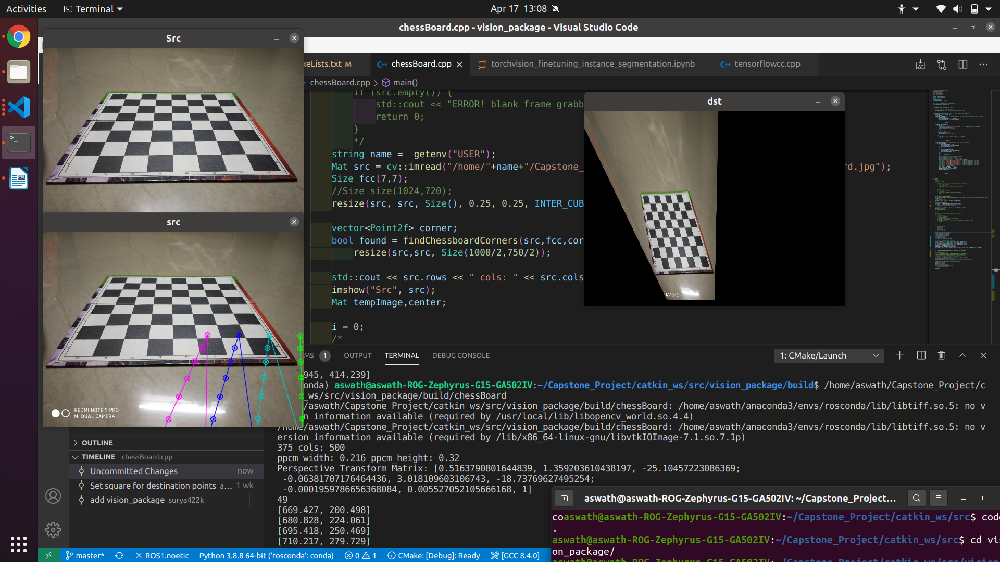 Activities
Terminal
Apr 17 13:08
chessBoard.cpp - vision_package - Visual Studio Code
Src
src
REDMI NOTE 5 PRO
MI DUAL CAMERA
dst
keLists.txt M
chessBoard.cpp
torchvision_finetuning_instance_segmentation.ipynb
tensorflowcc.cpp
chessBoard.cpp > main()
if (src.empty()) {
std::cout << "ERROR! blank frame grabb
return 0;
}
*/
string name = getenv("USER");
Mat src = cv::imread("/home/"+name+"/Capstone_ rd.jpg");
Size fcc(7,7);
//Size size(1024,720);
resize(src, src, Size(), 0.25, 0.25, INTER_CUB
vector<Point2f> corner;
bool found = findChessboardCorners(src,fcc,cor
resize(src,src, Size(1000/2,750/2));
std::cout << src.rows << " cols: " << src.cols
imshow("Src", src);
Mat tempImage,center;
i = 0;
/*
MS 1
OUTPUT
TERMINAL
DEBUG CONSOLE
1: CMake/Launch
945, 414.239]
onda) aswath@aswath-ROG-Zephyrus-G15-GA502IV:~/Capstone_Project/catkin_ws/src/vision_package/build$ /home/aswath/Capstone_Project/c
_ws/src/vision_package/build/chessBoard
/aswath/Capstone_Project/catkin_ws/src/vision_package/build/chessBoard: /home/aswath/anaconda3/envs/rosconda/lib/libtiff.so.5: no v
n information available (required by /usr/local/lib/libopencv_world.so.4.4)
/home/aswath/Capstone_Project/catkin_ws/src/vision_package/build/chessBoard: /home/aswath/anaconda3/envs/rosconda/lib/libtiff.so.5: no v
ersion information available (required by /lib/x86_64-linux-gnu/libvtkIOImage-7.1.so.7.1p)
375 cols: 500
ppcm width: 0.216 ppcm_height: 0.32
Perspective Transform Matrix: [0.5163790801644839, 1.359203610438197, -25.10457223086369;
-0.06381707176464436, 3.018109603106743, -18.73769627495254;
-0.0001959786656368084, 0.005527052105666168, 1]
49
[669.427, 200.498]
[680.828, 224.061]
[695.418, 250.469]
[710.217, 279.729]
OUTLINE
TIMELINE chessBoard.cpp
Uncommitted Changes now
Set square for destination points a... 1 wk
add vision_package surya422k
aswath@aswath-ROG-Zephyrus-G15-GA502IV: ~/Capstone_Project...
coaswath@aswath-ROG-Zephyrus-G15-GA502IV:~/Capstone_Project/catkin_ws/src$ code
.
aswath@aswath-ROG-Zephyrus-G15-GA502IV:~/Capstone_Project/catkin_ws/src$ cd vis
on_package/
master*
ROS1.noetic
Python 3.8.8 64-bit ('rosconda': conda)
0 1
CMake: [Debug]: Ready
[GCC 8.4.0]